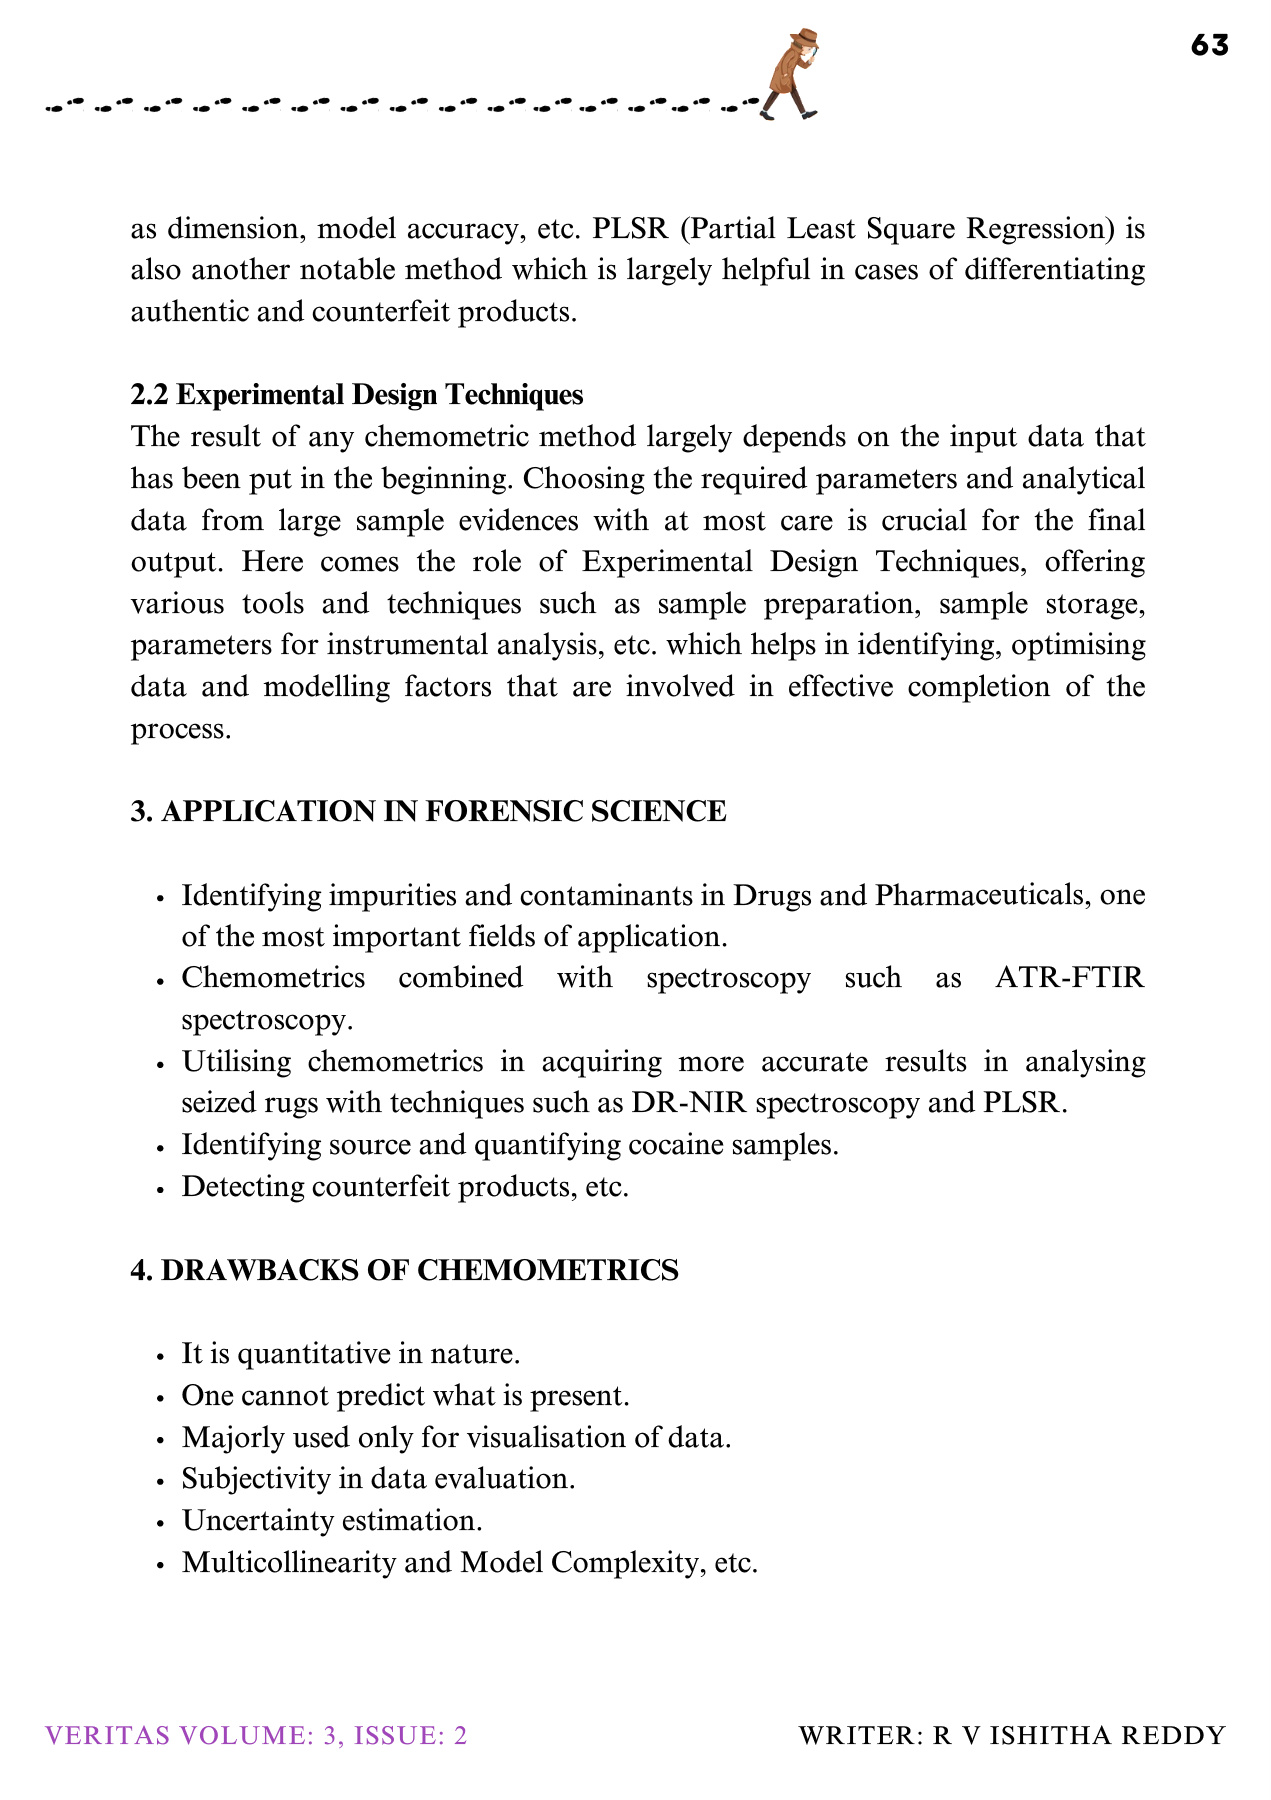 63
as dimension, model accuracy, etc. PLSR (Partial Least Square Regression) is
also another notable method which is largely helpful in cases of differentiating
authentic and counterfeit products.
2.2 Experimental Design Techniques
The result of any chemometric method largely depends on the input data that
has been put in the beginning. Choosing the required parameters and analytical
data from large sample evidences with at most care is crucial for the final
output. Here comes the role of Experimental Design Techniques, offering
various tools and techniques such as sample preparation, sample storage,
parameters for instrumental analysis, etc. which helps in identifying, optimising
data and modelling factors that are involved in effective completion of the
process.
3. APPLICATION IN FORENSIC SCIENCE
• Identifying impurities and contaminants in Drugs and Pharmaceuticals, one
of the most important fields of application.
• Chemometrics combined with spectroscopy such as ATR-FTIR
spectroscopy.
• Utilising chemometrics in acquiring more accurate results in analysing
seized rugs with techniques such as DR-NIR spectroscopy and PLSR.
• Identifying source and quantifying cocaine samples.
• Detecting counterfeit products, etc.
4. DRAWBACKS OF CHEMOMETRICS
• It is quantitative in nature.
• One cannot predict what is present.
• Majorly used only for visualisation of data.
• Subjectivity in data evaluation.
• Uncertainty estimation.
• Multicollinearity and Model Complexity, etc.
VERITAS VOLUME: 3, ISSUE: 2
WRITER: R V ISHITHA REDDY